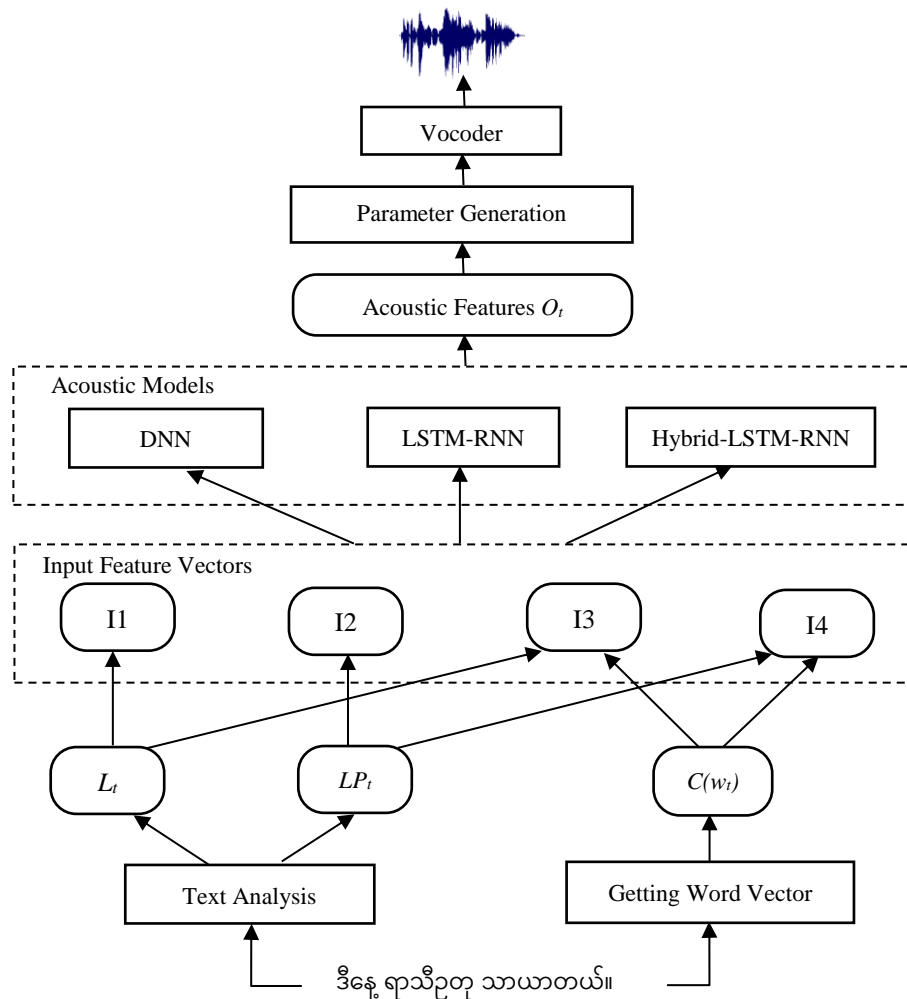 Vocoder
Parameter Generation
Acoustic Features Oₜ
Acoustic Models
DNN
LSTM-RNN
Hybrid-LSTM-RNN
Input Feature Vectors
I1
I2
I3
I4
Lₜ
LPₜ
C(wₜ)
Text Analysis
Getting Word Vector
ဒီနေ့ ရာသီဥတု သာယာတယ်။